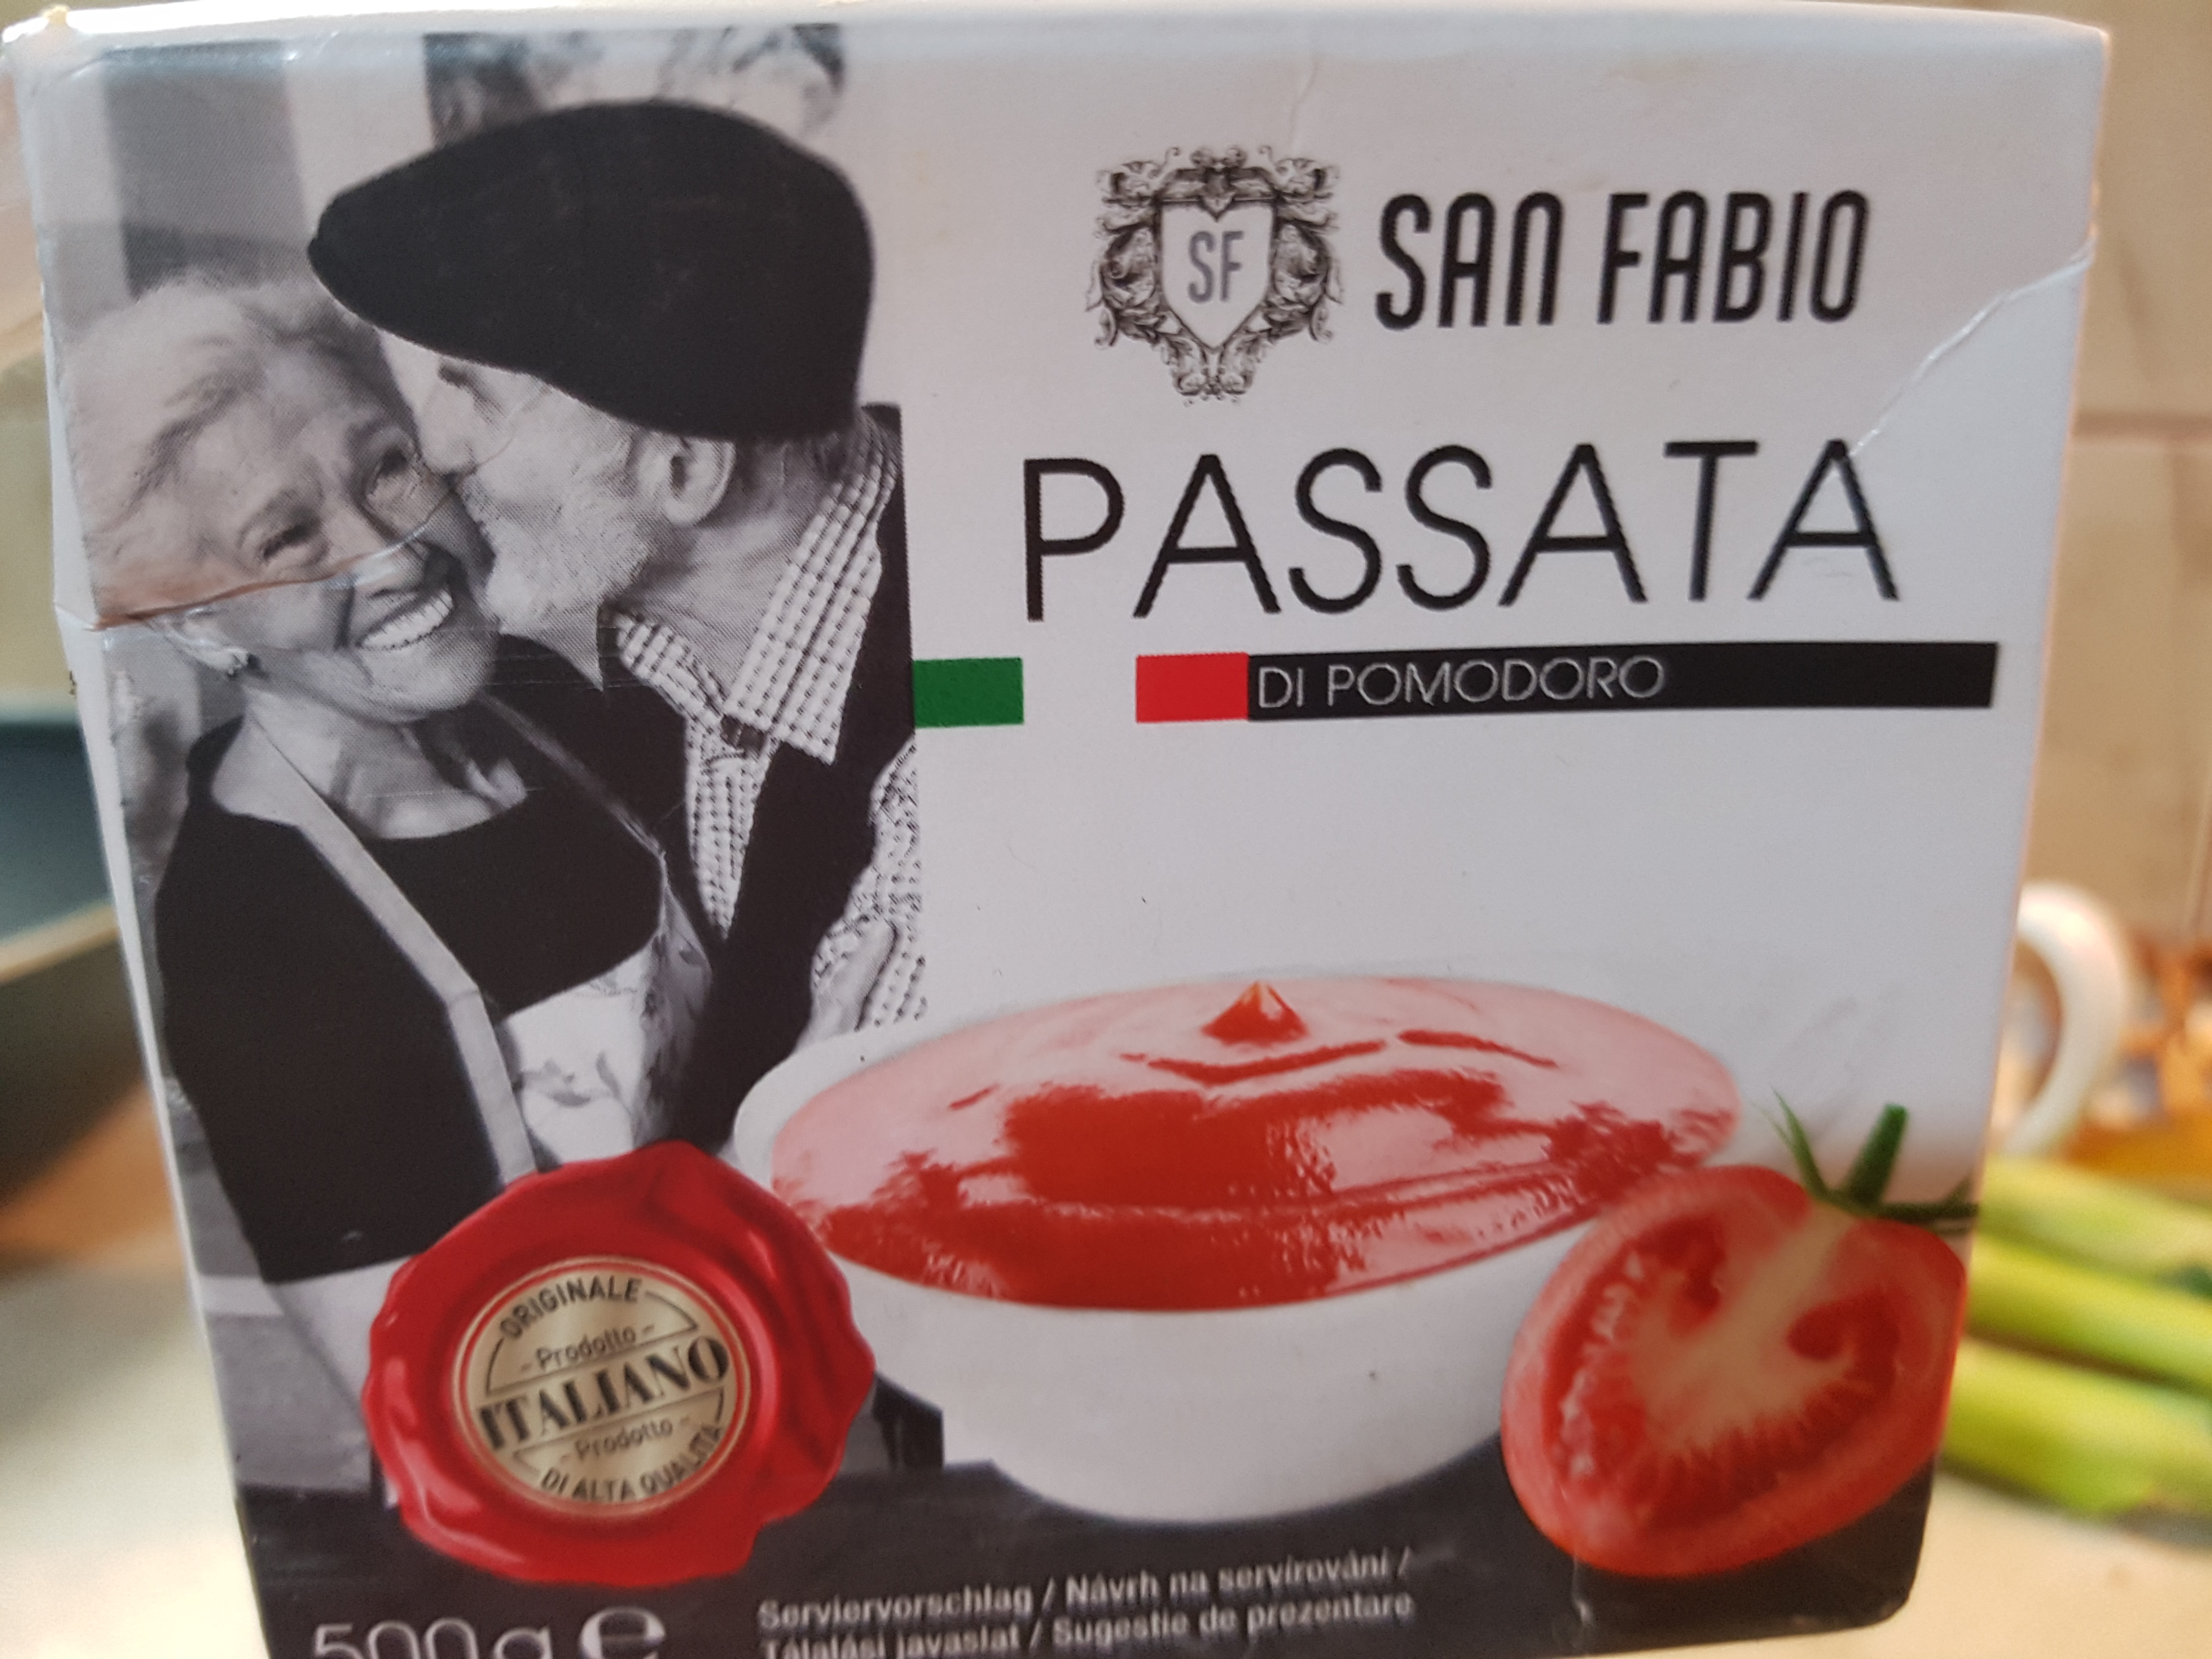 SF
SAN FABIO
PASSATA
DI POMODORO
ORIGINALE
- Prodotto -
ITALIANO
- Prodotto -
DI ALTA QUALITÀ
500g e
Serviervorschlag / Návrh na servírování /
Tálalási javaslat / Sugestie de prezentare